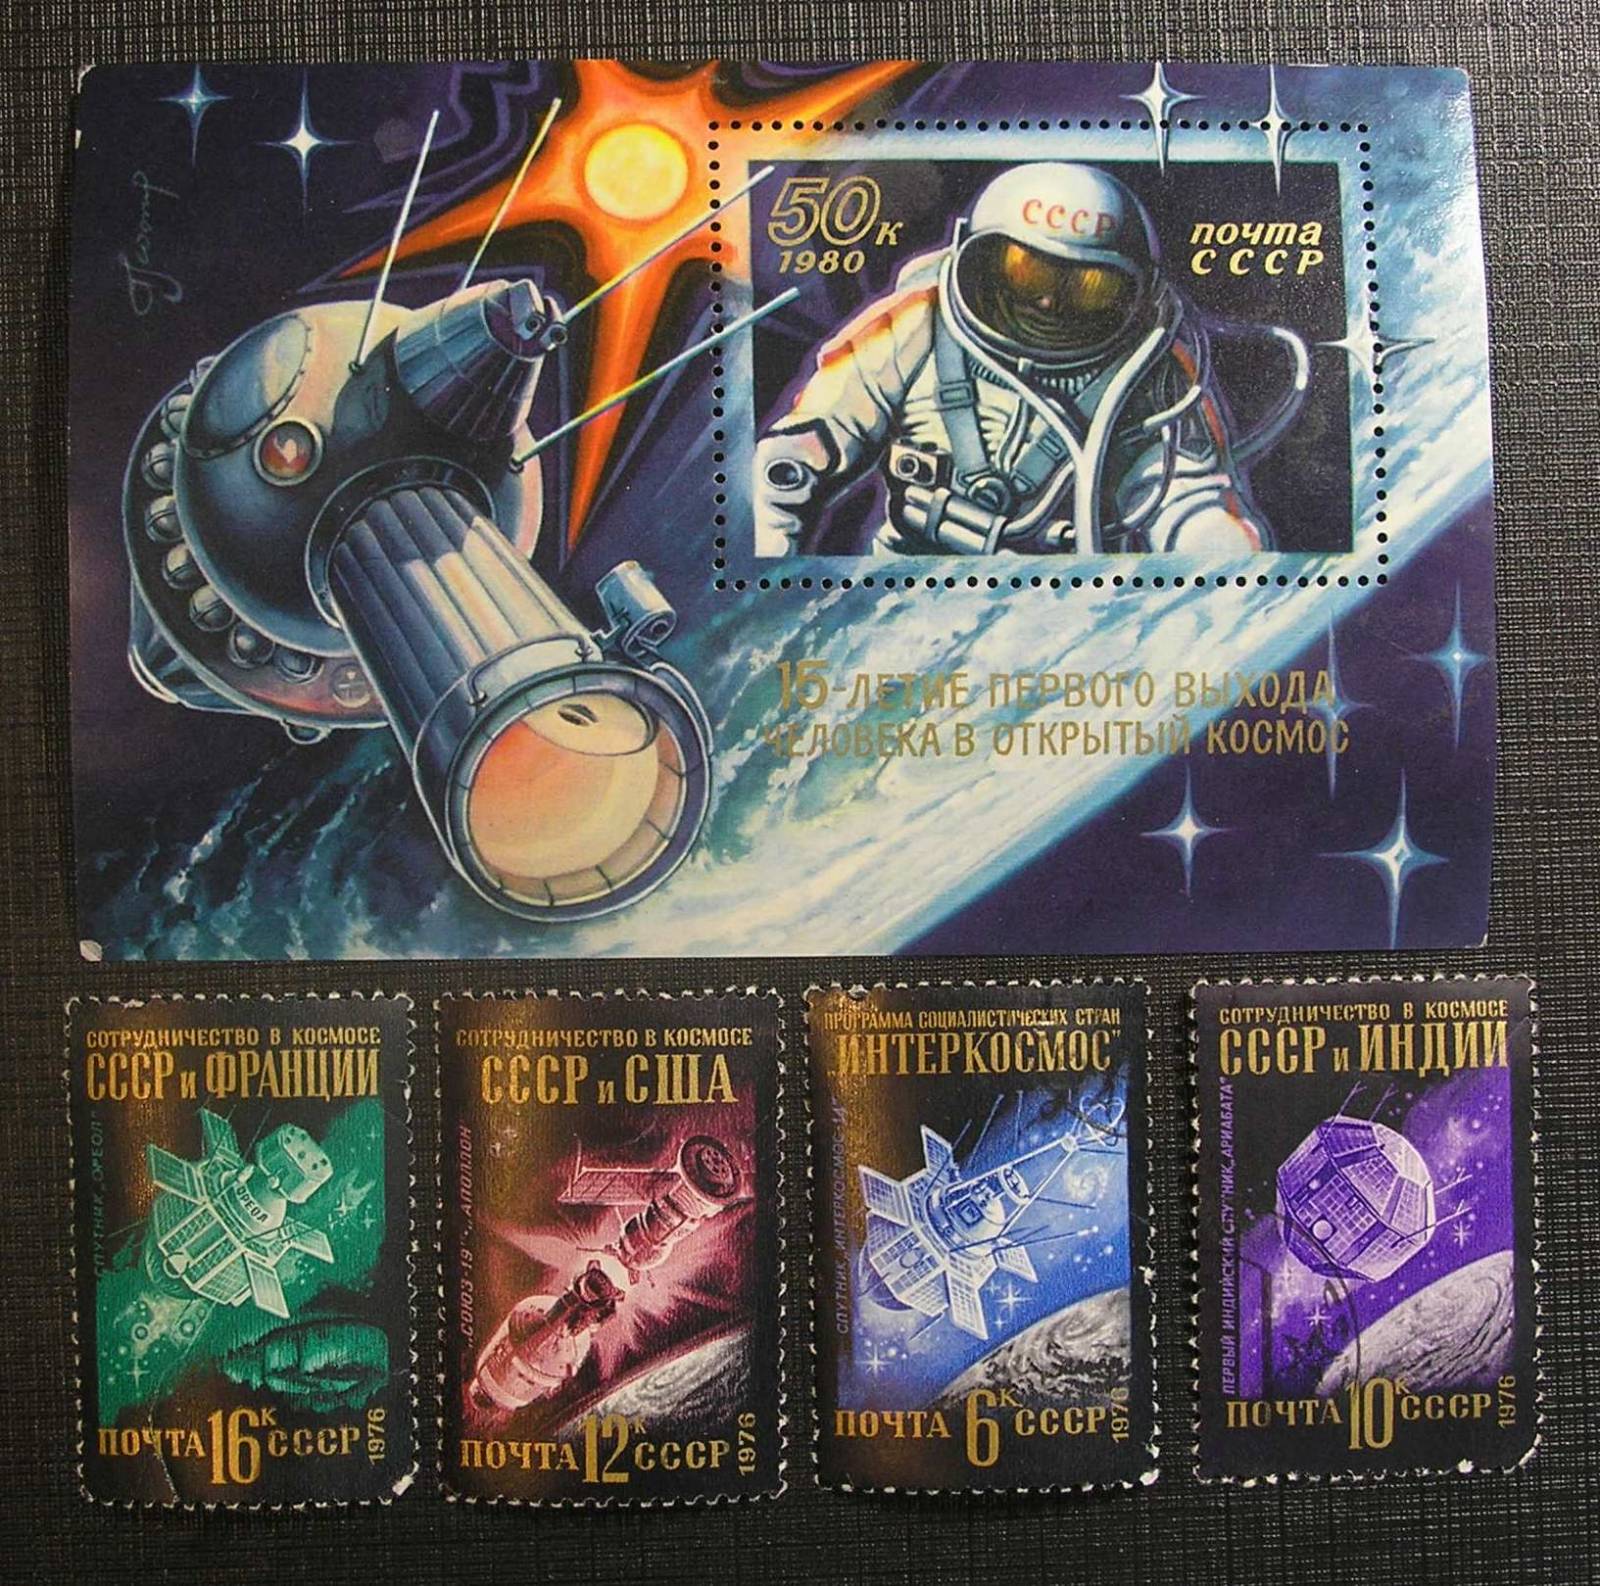 50к
1980
СССР
почта
СССР
15-ЛЕТИЕ ПЕРВОГО ВЫХОДА
ЧЕЛОВЕКА В ОТКРЫТЫЙ КОСМОС
СОТРУДНИЧЕСТВО В КОСМОСЕ
СССР и ФРАНЦИИ
СПУТНИК „ОРЕОЛ"
ОРЕОЛ
ПОЧТА 16К СССР
1976
СОТРУДНИЧЕСТВО В КОСМОСЕ
СССР и США
„СОЮЗ-19"-„АПОЛЛОН
ПОЧТА 12К СССР
1976
ПРОГРАММА СОЦИАЛИСТИЧЕСКИХ СТРАН
„ИНТЕРКОСМОС"
СПУТНИК „ИНТЕРКОСМОС-14"
ПОЧТА 6К СССР
1976
СОТРУДНИЧЕСТВО В КОСМОСЕ
СССР и ИНДИИ
ПЕРВЫЙ ИНДИЙСКИЙ СПУТНИК „АРИАБАТА"
ПОЧТА 10К СССР
1976